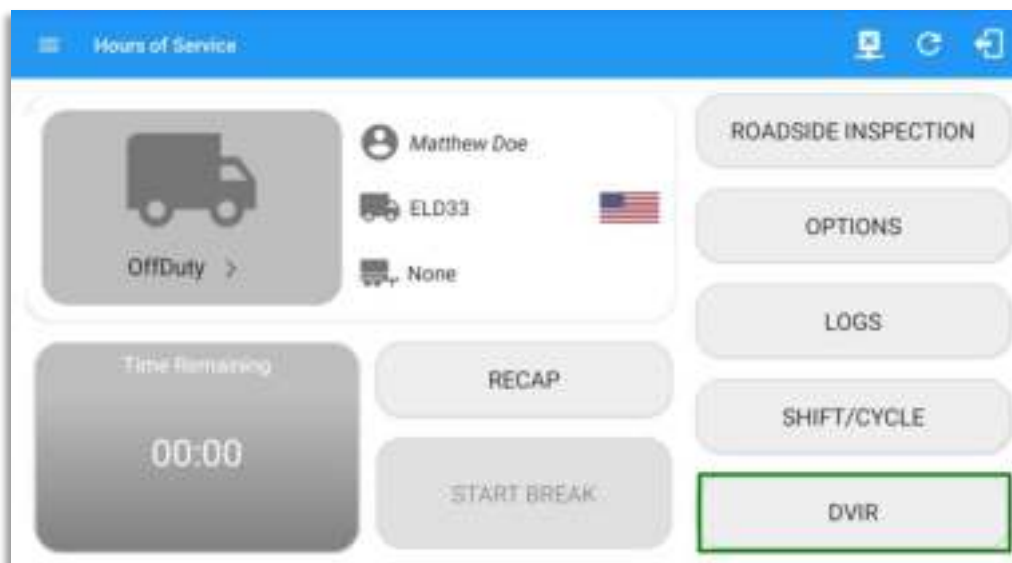 Hours of Service
Matthew Doe
ELD33
None
OffDuty >
Time Remaining
00:00
RECAP
START BREAK
ROADSIDE INSPECTION
OPTIONS
LOGS
SHIFT/CYCLE
DVIR